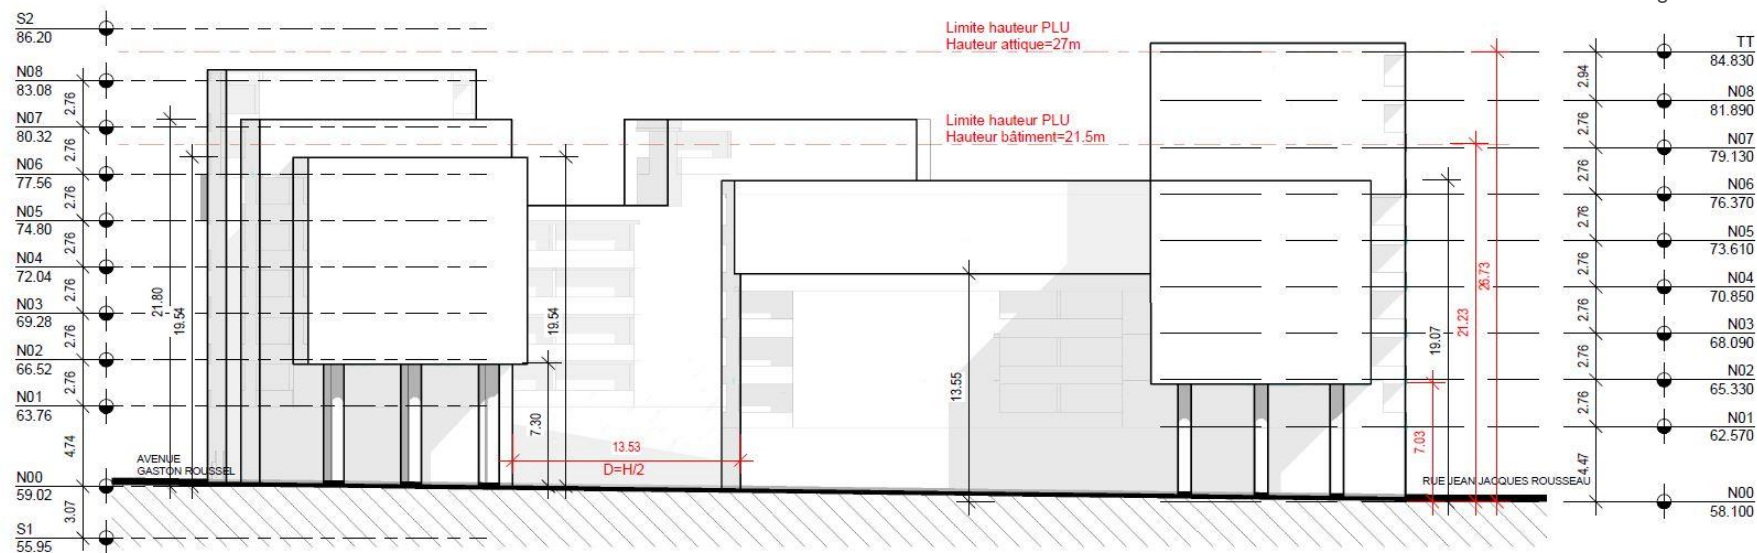 S2
86.20
N08
83.08
2.76
N07
80.32
2.76
N06
77.56
2.76
N05
74.80
2.76
N04
72.04
2.76
N03
69.28
2.76
N02
66.52
2.76
N01
63.76
4.74
N00
59.02
3.07
S1
55.95
AVENUE
GASTON ROUSSEL
21.80
19.54
19.54
7.30
13.53
D=H/2
13.55
Limite hauteur PLU
Hauteur attique=27m
Limite hauteur PLU
Hauteur bâtiment=21.5m
19.07
7.03
21.23
26.73
RUE JEAN JACQUES ROUSSEAU
TT
84.830
2.94
N08
81.890
2.76
N07
79.130
2.76
N06
76.370
2.76
N05
73.610
2.76
N04
70.850
2.76
N03
68.090
2.76
N02
65.330
2.76
N01
62.570
4.47
N00
58.100